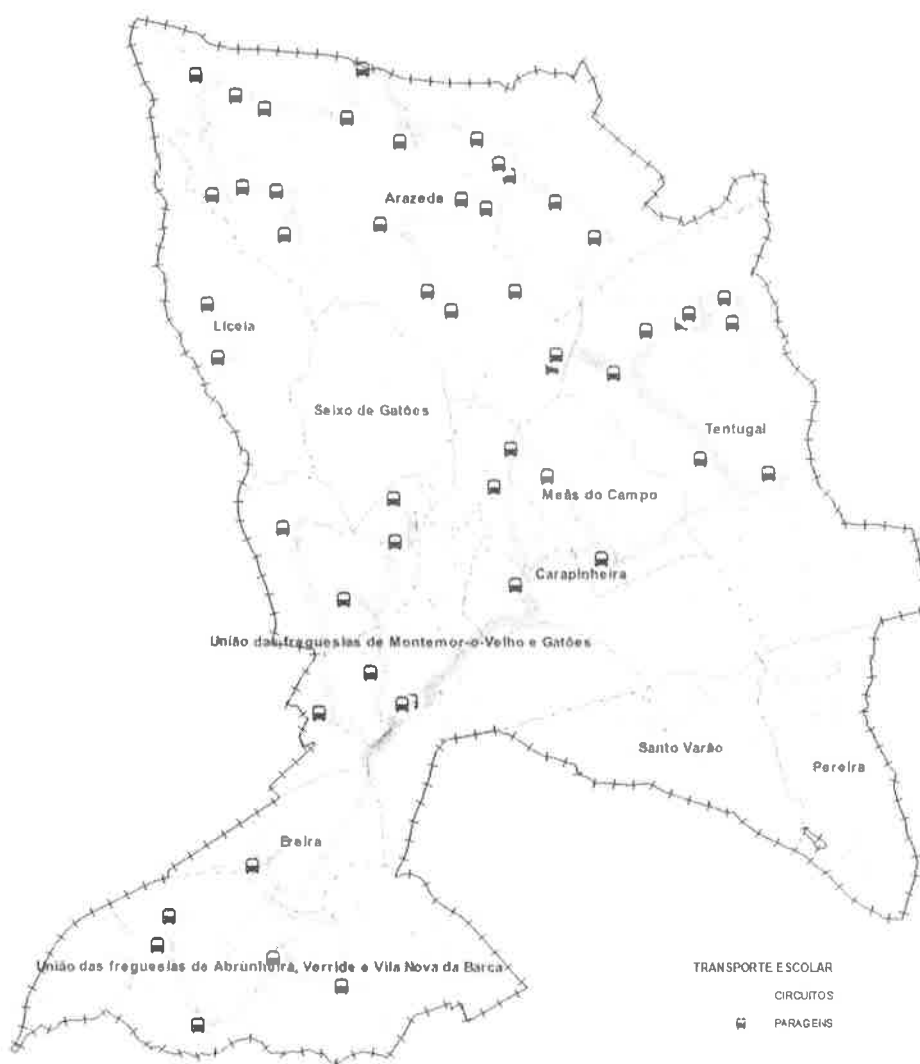 Arazede
Liceia
Seixo de Gatões
Tentugal
Meãs do Campo
Carapinheira
União das freguesias de Montemor-o-Velho e Gatões
Santo Varão
Pereira
Ereira
União das freguesias de Abrunheira, Verride e Vila Nova da Barca
TRANSPORTE ESCOLAR
CIRCUITOS
PARAGENS